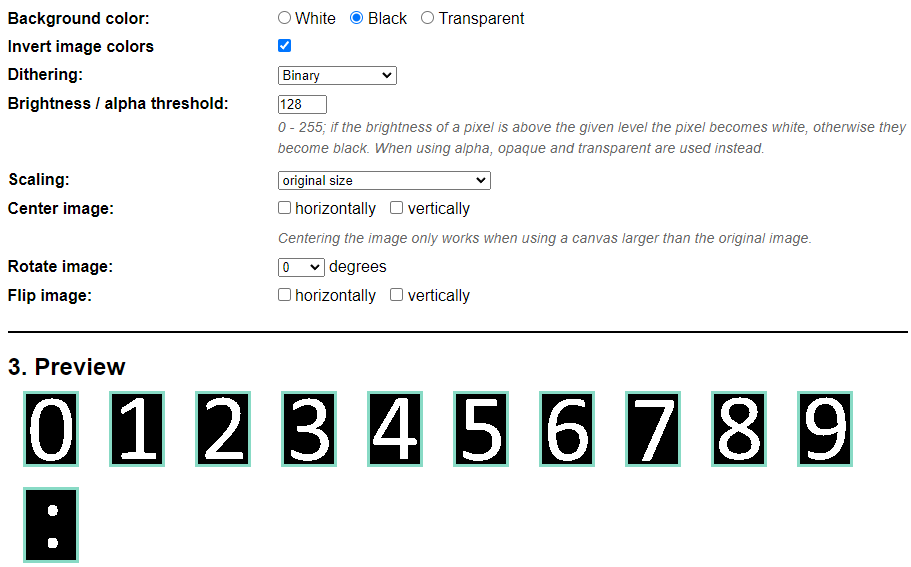 Background color: White Black Transparent
Invert image colors
Dithering: Binary
Brightness / alpha threshold: 128
0 - 255; if the brightness of a pixel is above the given level the pixel becomes white, otherwise they
become black. When using alpha, opaque and transparent are used instead.
Scaling: original size
Center image: horizontally vertically
Centering the image only works when using a canvas larger than the original image.
Rotate image: 0 degrees
Flip image: horizontally vertically
3. Preview
0 1 2 3 4 5 6 7 8 9
: